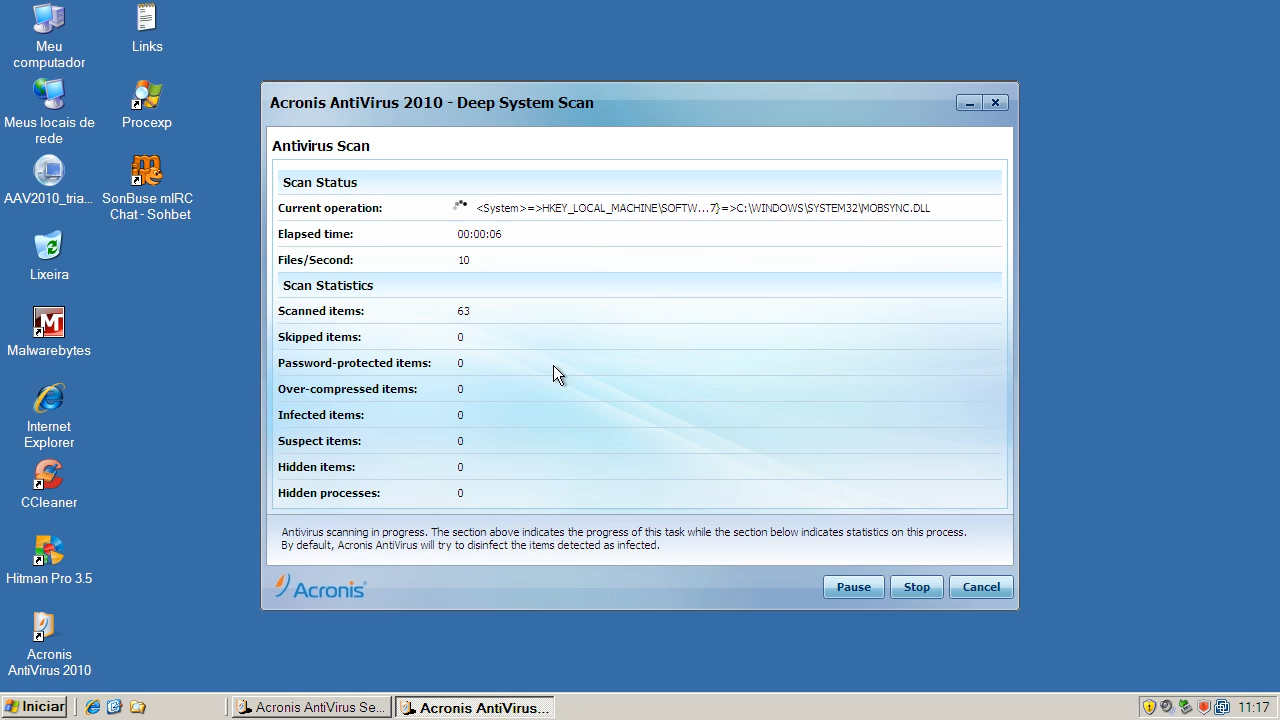 Meu
computador
Links
Meus locais de
rede
Procexp
AAV2010_tria...
SonBuse mIRC
Chat - Sohbet
Lixeira
Malwarebytes
Internet
Explorer
CCleaner
Hitman Pro 3.5
Acronis
AntiVirus 2010
Acronis AntiVirus 2010 - Deep System Scan
Antivirus Scan
Scan Status
Current operation: <System>=>HKEY_LOCAL_MACHINE\SOFTW...7}=>C:\WINDOWS\SYSTEM32\MOBSYNC.DLL
Elapsed time: 00:00:06
Files/Second: 10
Scan Statistics
Scanned items: 63
Skipped items: 0
Password-protected items: 0
Over-compressed items: 0
Infected items: 0
Suspect items: 0
Hidden items: 0
Hidden processes: 0
Antivirus scanning in progress. The section above indicates the progress of this task while the section below indicates statistics on this process.
By default, Acronis AntiVirus will try to disinfect the items detected as infected.
Acronis
Pause Stop Cancel
Iniciar Acronis AntiVirus Se... Acronis AntiVirus... 11:17